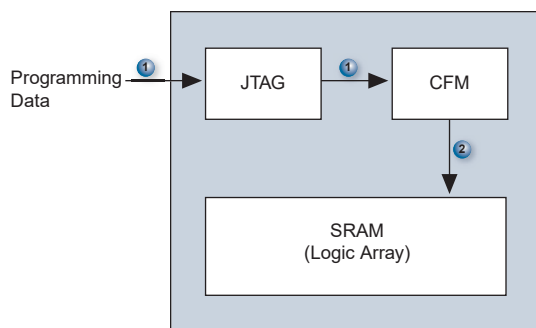 Programming
Data
1
JTAG
1
CFM
2
SRAM
(Logic Array)